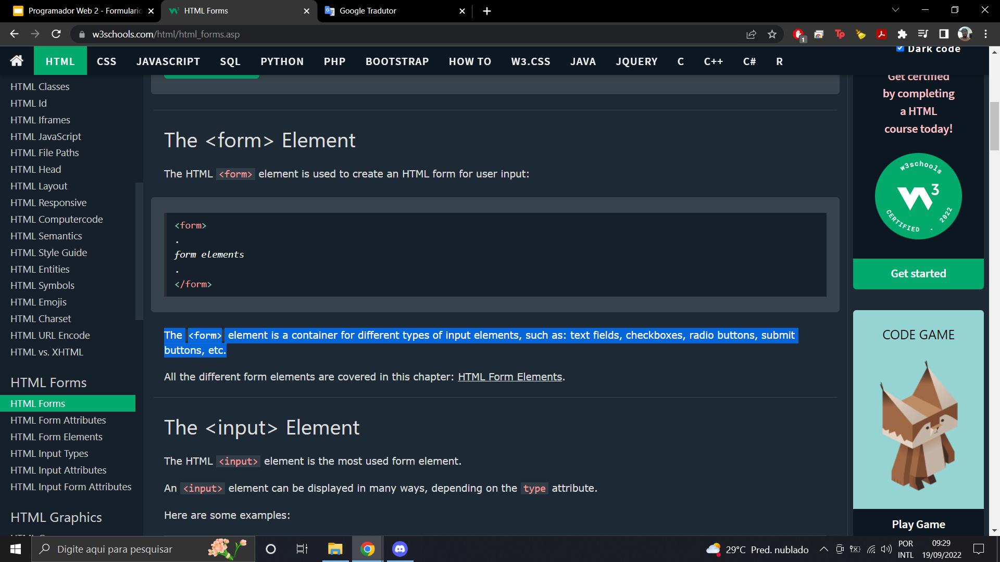 Programador Web 2 - Formulario
HTML Forms
Google Tradutor
w3schools.com/html/html_forms.asp
1
HTML CSS JAVASCRIPT SQL PYTHON PHP BOOTSTRAP HOW TO W3.CSS JAVA JQUERY C C++ C# R
Dark code
HTML Classes
HTML Id
HTML Iframes
HTML JavaScript
HTML File Paths
HTML Head
HTML Layout
HTML Responsive
HTML Computercode
HTML Semantics
HTML Style Guide
HTML Entities
HTML Symbols
HTML Emojis
HTML Charset
HTML URL Encode
HTML vs. XHTML
HTML Forms
HTML Forms
HTML Form Attributes
HTML Form Elements
HTML Input Types
HTML Input Attributes
HTML Input Form Attributes
HTML Graphics
The <form> Element
The HTML <form> element is used to create an HTML form for user input:
<form>
.
form elements
.
</form>
The <form> element is a container for different types of input elements, such as: text fields, checkboxes, radio buttons, submit
buttons, etc.
All the different form elements are covered in this chapter: HTML Form Elements.
The <input> Element
The HTML <input> element is the most used form element.
An <input> element can be displayed in many ways, depending on the type attribute.
Here are some examples:
Get certified
by completing
a HTML
course today!
w3schools
W3
CERTIFIED . 2022
Get started
CODE GAME
Play Game
Digite aqui para pesquisar
29°C Pred. nublado
POR
INTL
09:29
19/09/2022